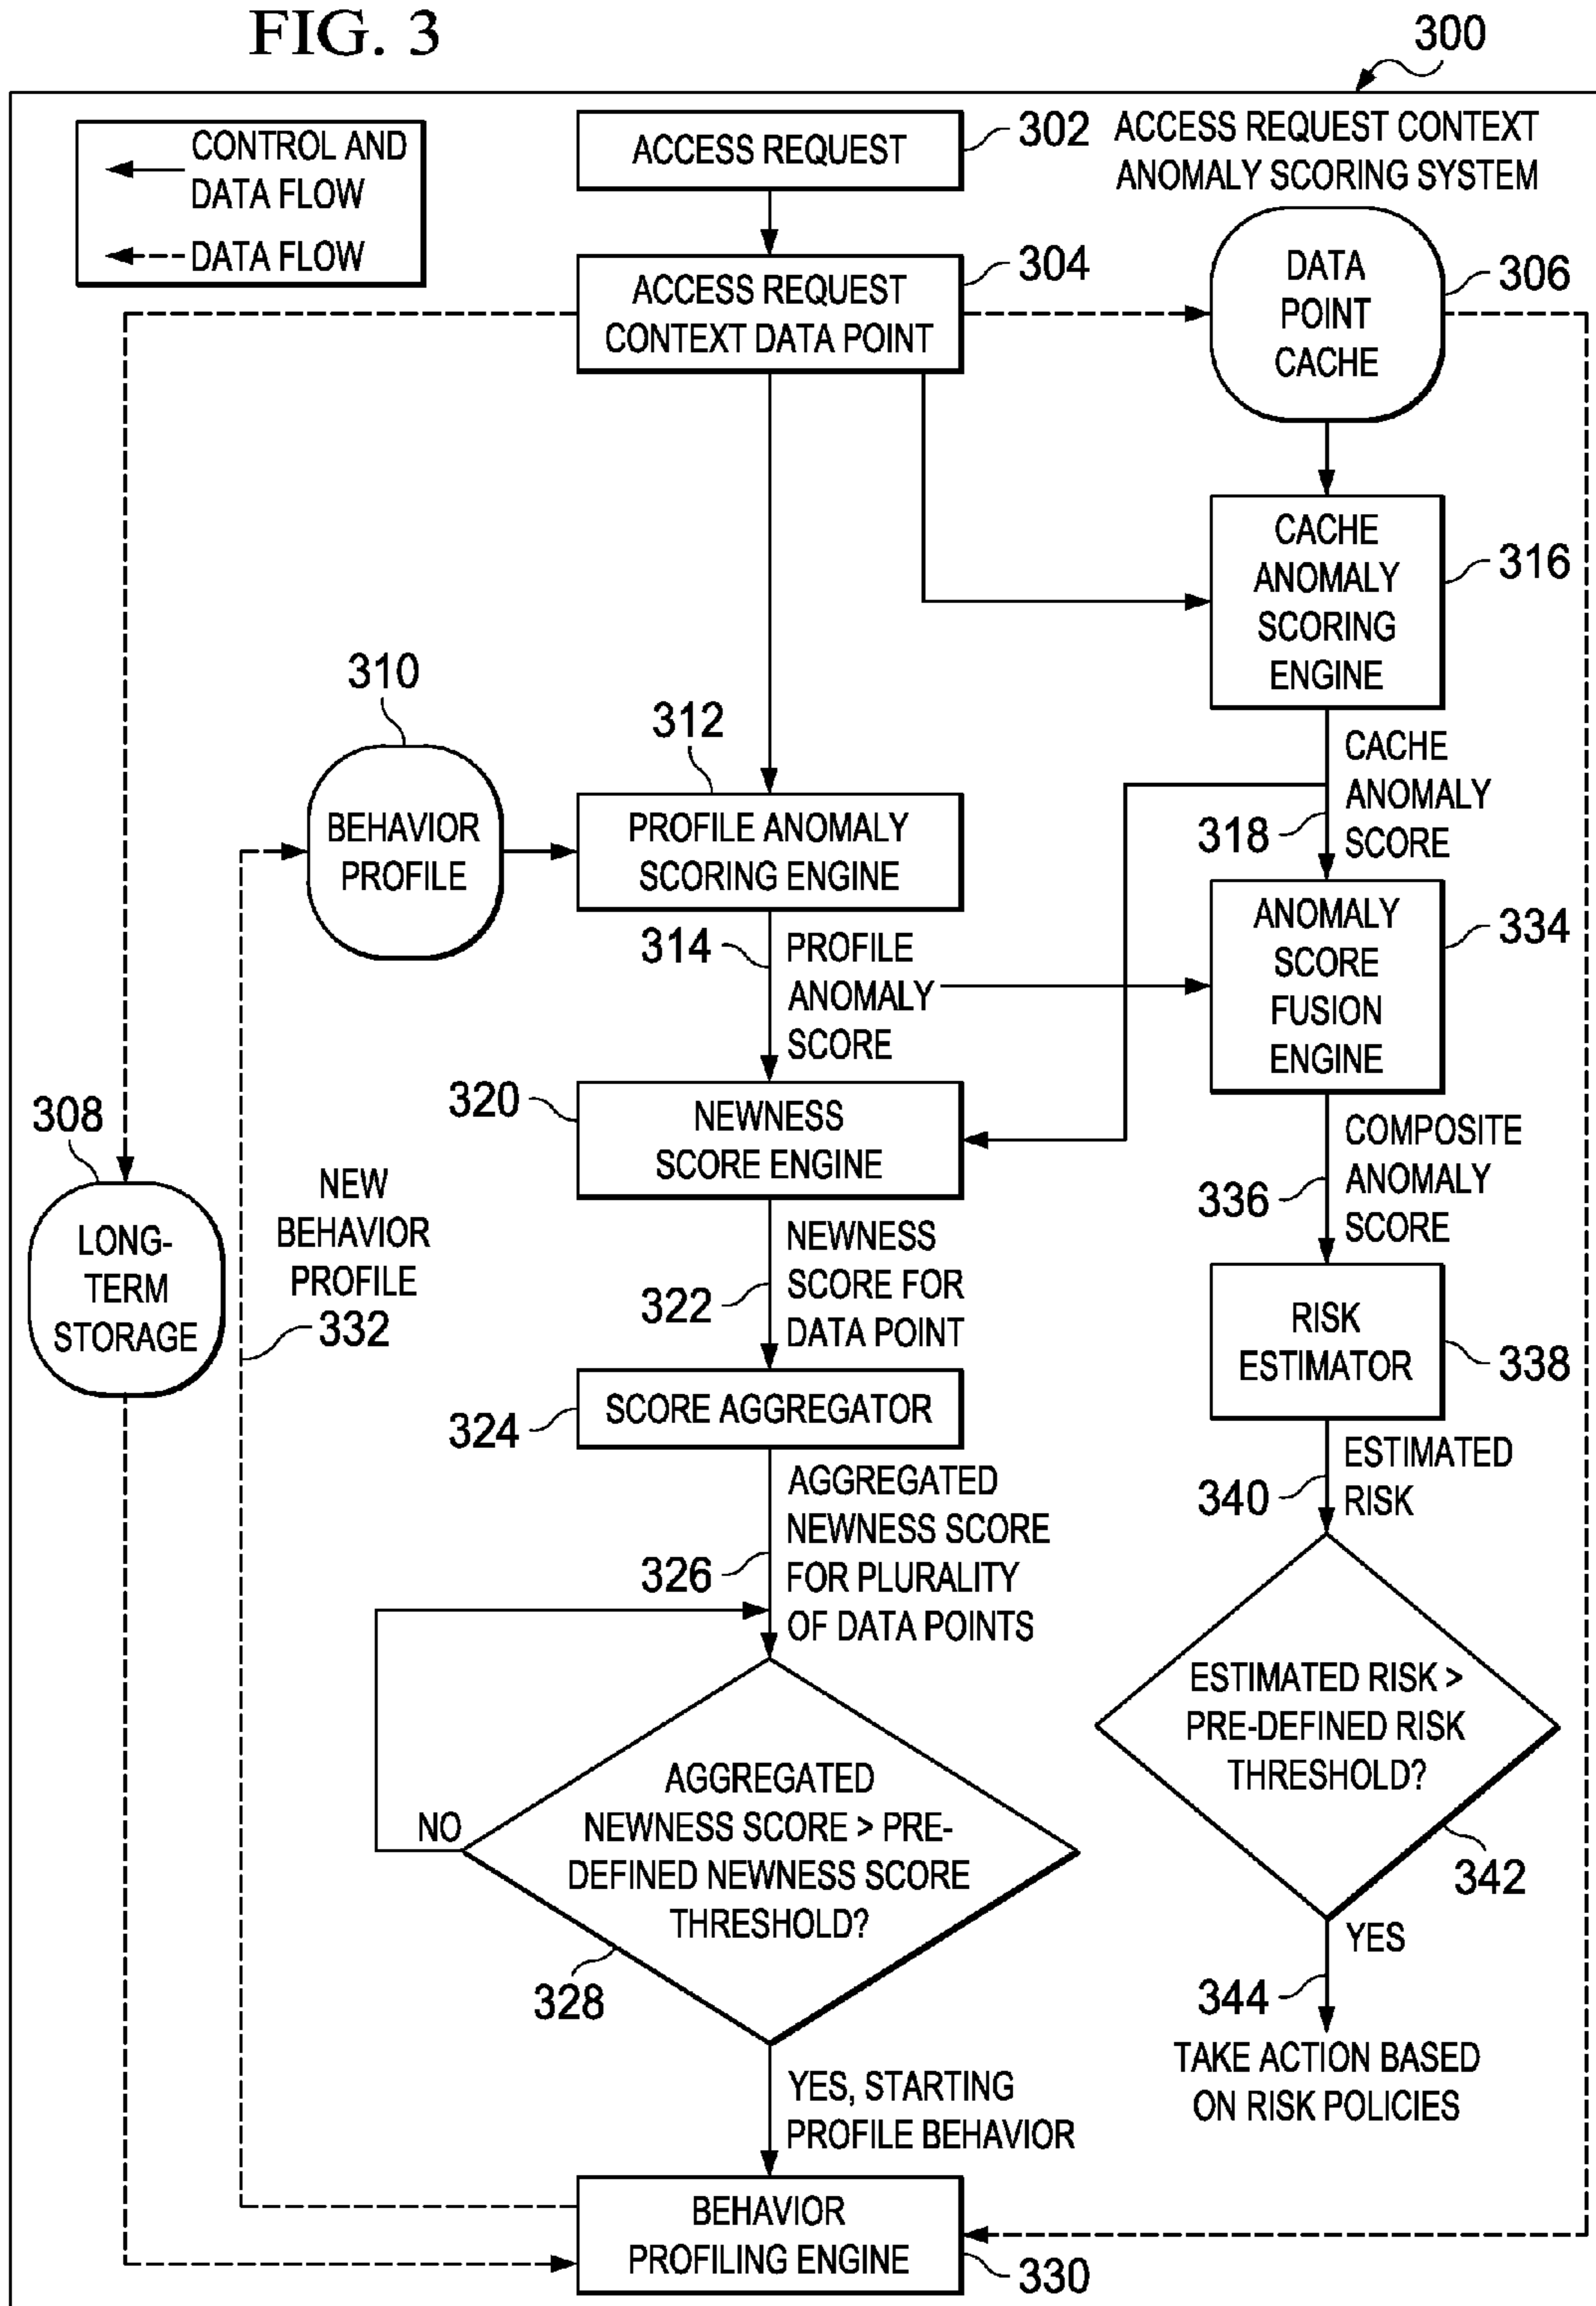 FIG. 3
300
CONTROL AND
DATA FLOW
DATA FLOW
ACCESS REQUEST
302
ACCESS REQUEST CONTEXT
ANOMALY SCORING SYSTEM
ACCESS REQUEST
CONTEXT DATA POINT
304
DATA
POINT
CACHE
306
CACHE
ANOMALY
SCORING
ENGINE
316
310
BEHAVIOR
PROFILE
312
PROFILE ANOMALY
SCORING ENGINE
CACHE
ANOMALY
SCORE
318
314
PROFILE
ANOMALY
SCORE
ANOMALY
SCORE
FUSION
ENGINE
334
320
NEWNESS
SCORE ENGINE
308
LONG-
TERM
STORAGE
NEW
BEHAVIOR
PROFILE
332
322
NEWNESS
SCORE FOR
DATA POINT
336
COMPOSITE
ANOMALY
SCORE
RISK
ESTIMATOR
338
324
SCORE AGGREGATOR
326
AGGREGATED
NEWNESS SCORE
FOR PLURALITY
OF DATA POINTS
340
ESTIMATED
RISK
ESTIMATED RISK >
PRE-DEFINED RISK
THRESHOLD?
342
NO
AGGREGATED
NEWNESS SCORE > PRE-
DEFINED NEWNESS SCORE
THRESHOLD?
328
YES
344
TAKE ACTION BASED
ON RISK POLICIES
YES, STARTING
PROFILE BEHAVIOR
BEHAVIOR
PROFILING ENGINE
330